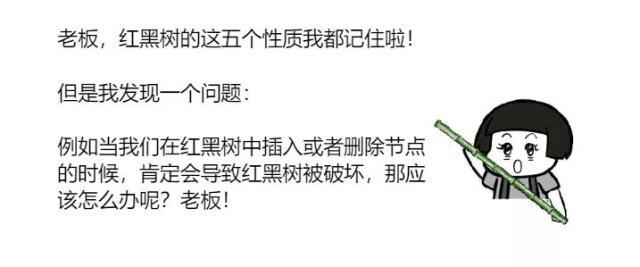 老板，红黑树的这五个性质我都记住啦！
但是我发现一个问题：
例如当我们在红黑树中插入或者删除节点
的时候，肯定会导致红黑树被破坏，那应
该怎么办呢？老板！